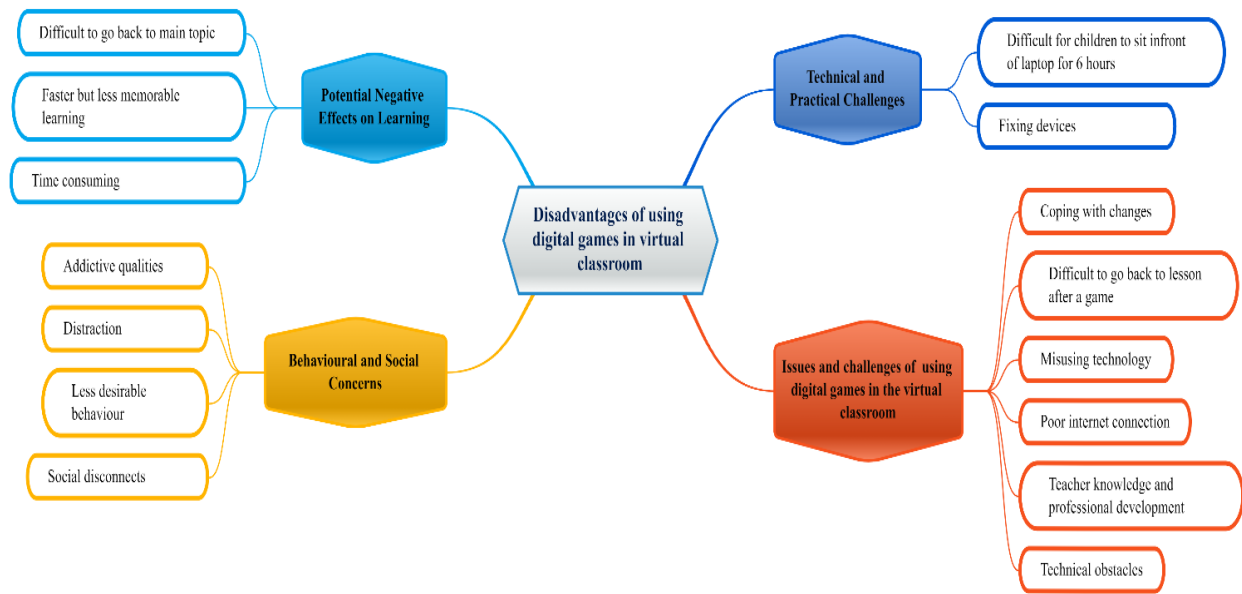 Disadvantages of using
digital games in virtual
classroom
Potential Negative
Effects on Learning
Difficult to go back to main topic
Faster but less memorable
learning
Time consuming
Behavioural and Social
Concerns
Addictive qualities
Distraction
Less desirable
behaviour
Social disconnects
Technical and
Practical Challenges
Difficult for children to sit infront
of laptop for 6 hours
Fixing devices
Issues and challenges of using
digital games in the virtual
classroom
Coping with changes
Difficult to go back to lesson
after a game
Misusing technology
Poor internet connection
Teacher knowledge and
professional development
Technical obstacles